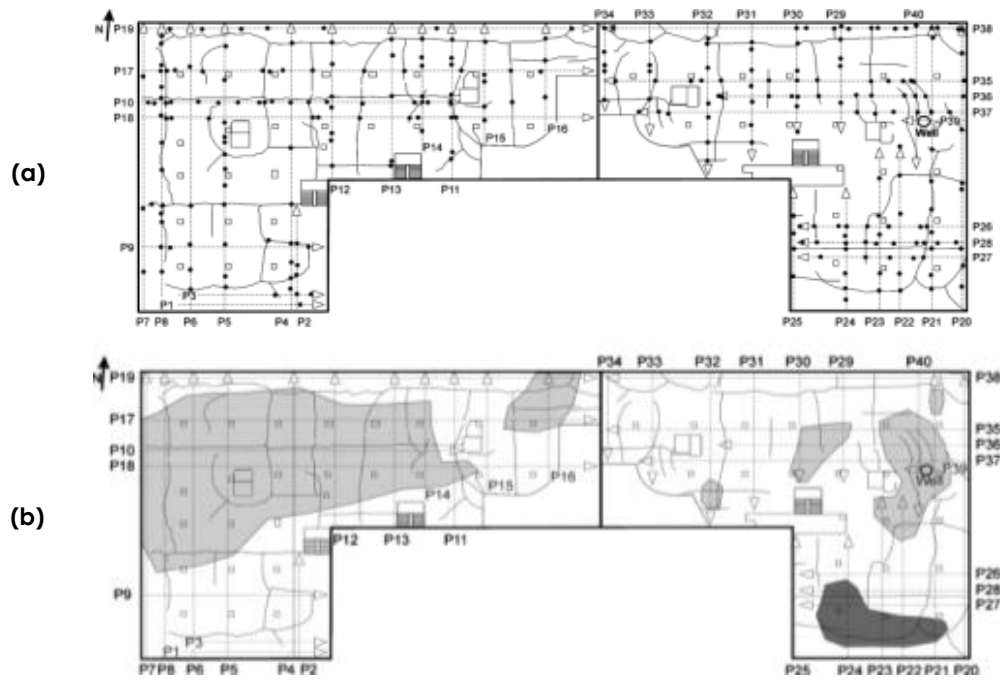 P34 P33 P32 P31 P30 P29 P40
N P19 P38
P17 P35
P10 P36
P18 P37
P39
Well
P16
P15
P14
(a)
P12 P13 P11
P9 P26
P28
P27
P3
P1
P7 P8 P6 P5 P4 P2 P25 P24 P23 P22 P21 P20
P34 P33 P32 P31 P30 P29 P40
N P19 P38
P17 P35
P10 P36
P18 P37
P39
Well
P16
P15
P14
(b)
P12 P13 P11
P9 P26
P28
P27
P3
P1
P7 P8 P6 P5 P4 P2 P25 P24 P23 P22 P21 P20